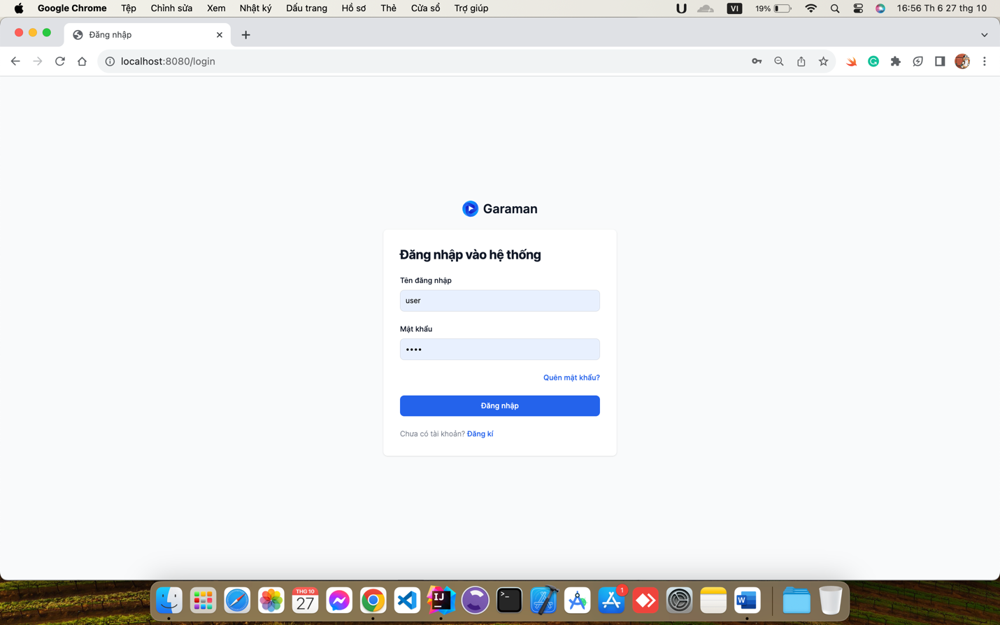 Google Chrome Tệp Chỉnh sửa Xem Nhật ký Dấu trang Hồ sơ Thẻ Cửa sổ Trợ giúp VI 19% 16:56 Th 6 27 thg 10
Đăng nhập
localhost:8080/login
Garaman
Đăng nhập vào hệ thống
Tên đăng nhập
user
Mật khẩu
••••
Quên mật khẩu?
Đăng nhập
Chưa có tài khoản? Đăng kí
THG 10
27
IJ
>_
1
W